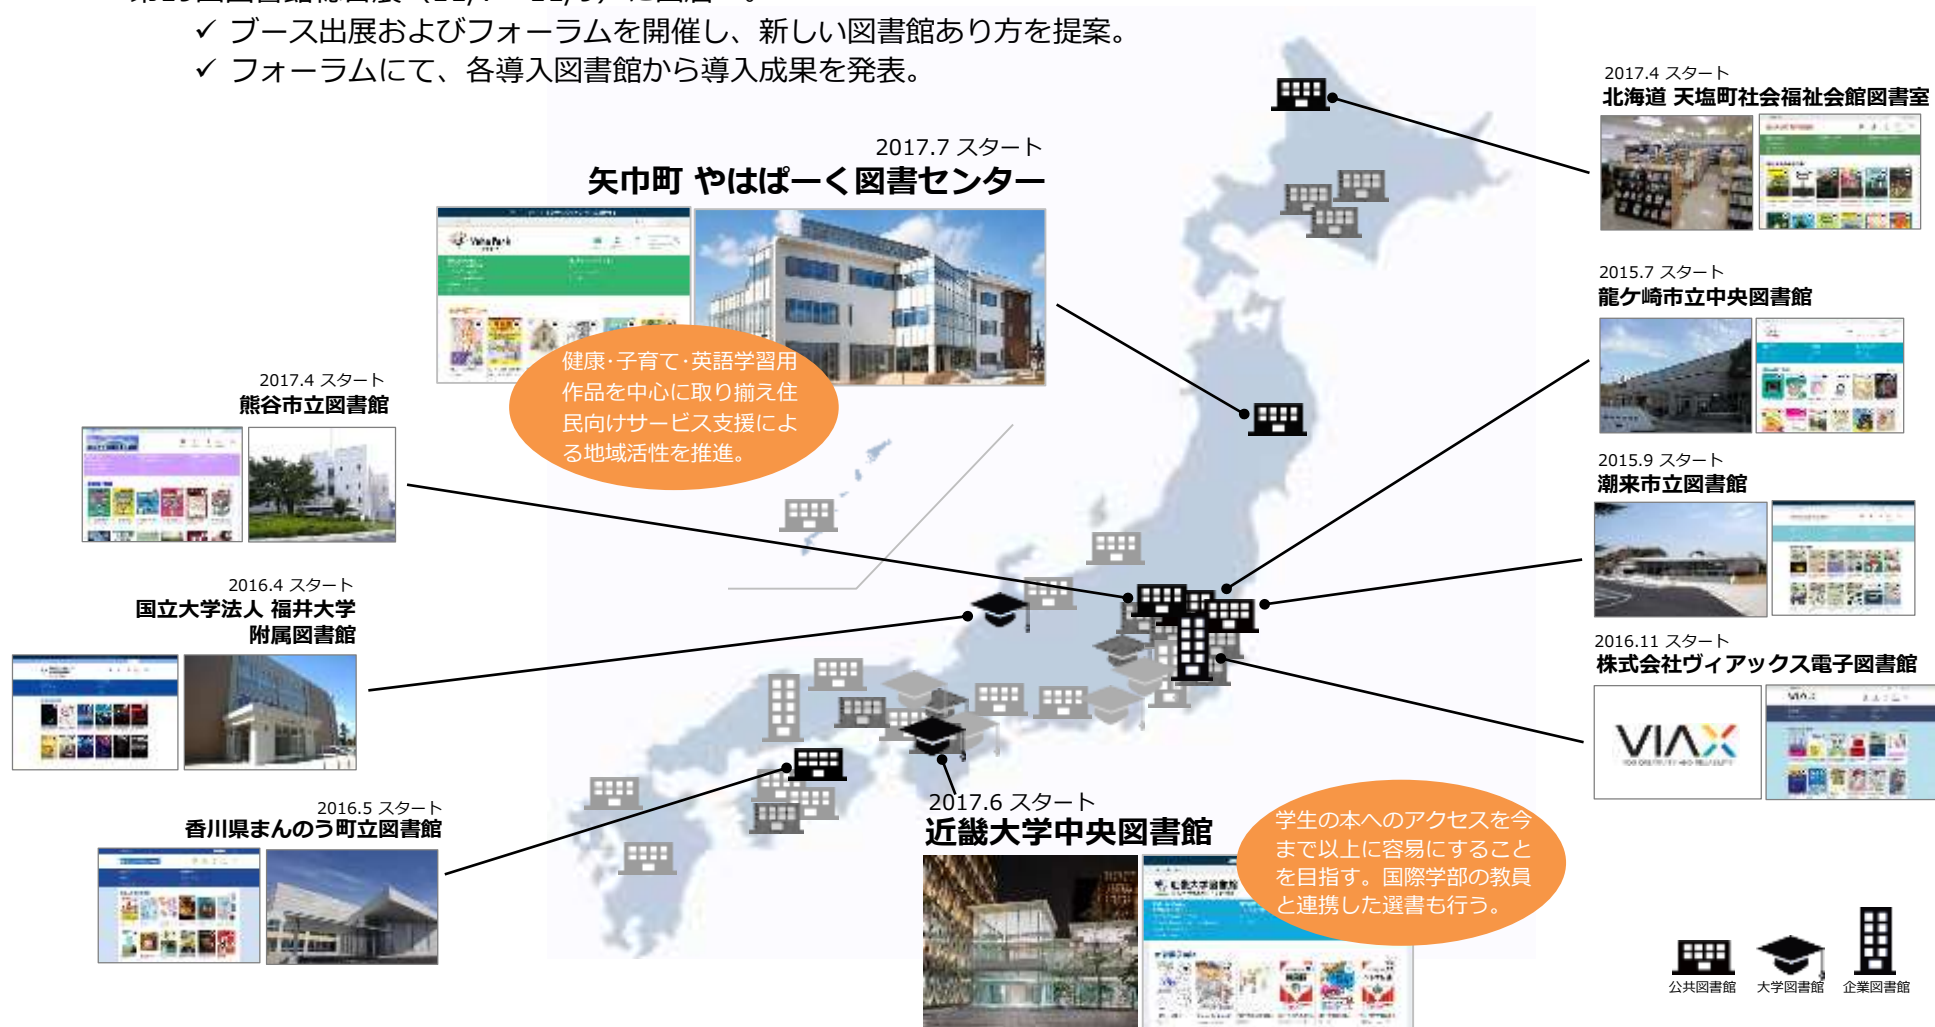 ブース出展およびフォーラムを開催し、新しい図書館あり方を提案。
フォーラムにて、各導入図書館から導入成果を発表。
2017.7 スタート
矢巾町 やはぱーく図書センター
Yaha Park
健康・子育て・英語学習用
作品を中心に取り揃え住
民向けサービス支援によ
る地域活性を推進。
2017.4 スタート
熊谷市立図書館
2016.4 スタート
国立大学法人 福井大学
附属図書館
2016.5 スタート
香川県まんのう町立図書館
2017.6 スタート
近畿大学中央図書館
近畿大学図書館
学生の本へのアクセスを今
まで以上に容易にすること
を目指す。国際学部の教員
と連携した選書も行う。
2017.4 スタート
北海道 天塩町社会福祉会館図書室
2015.7 スタート
龍ケ崎市立中央図書館
2015.9 スタート
潮来市立図書館
2016.11 スタート
株式会社ヴィアックス電子図書館
VIAX
FOR CREATIVITY AND RELIABILITY
VIAX
公共図書館
大学図書館
企業図書館